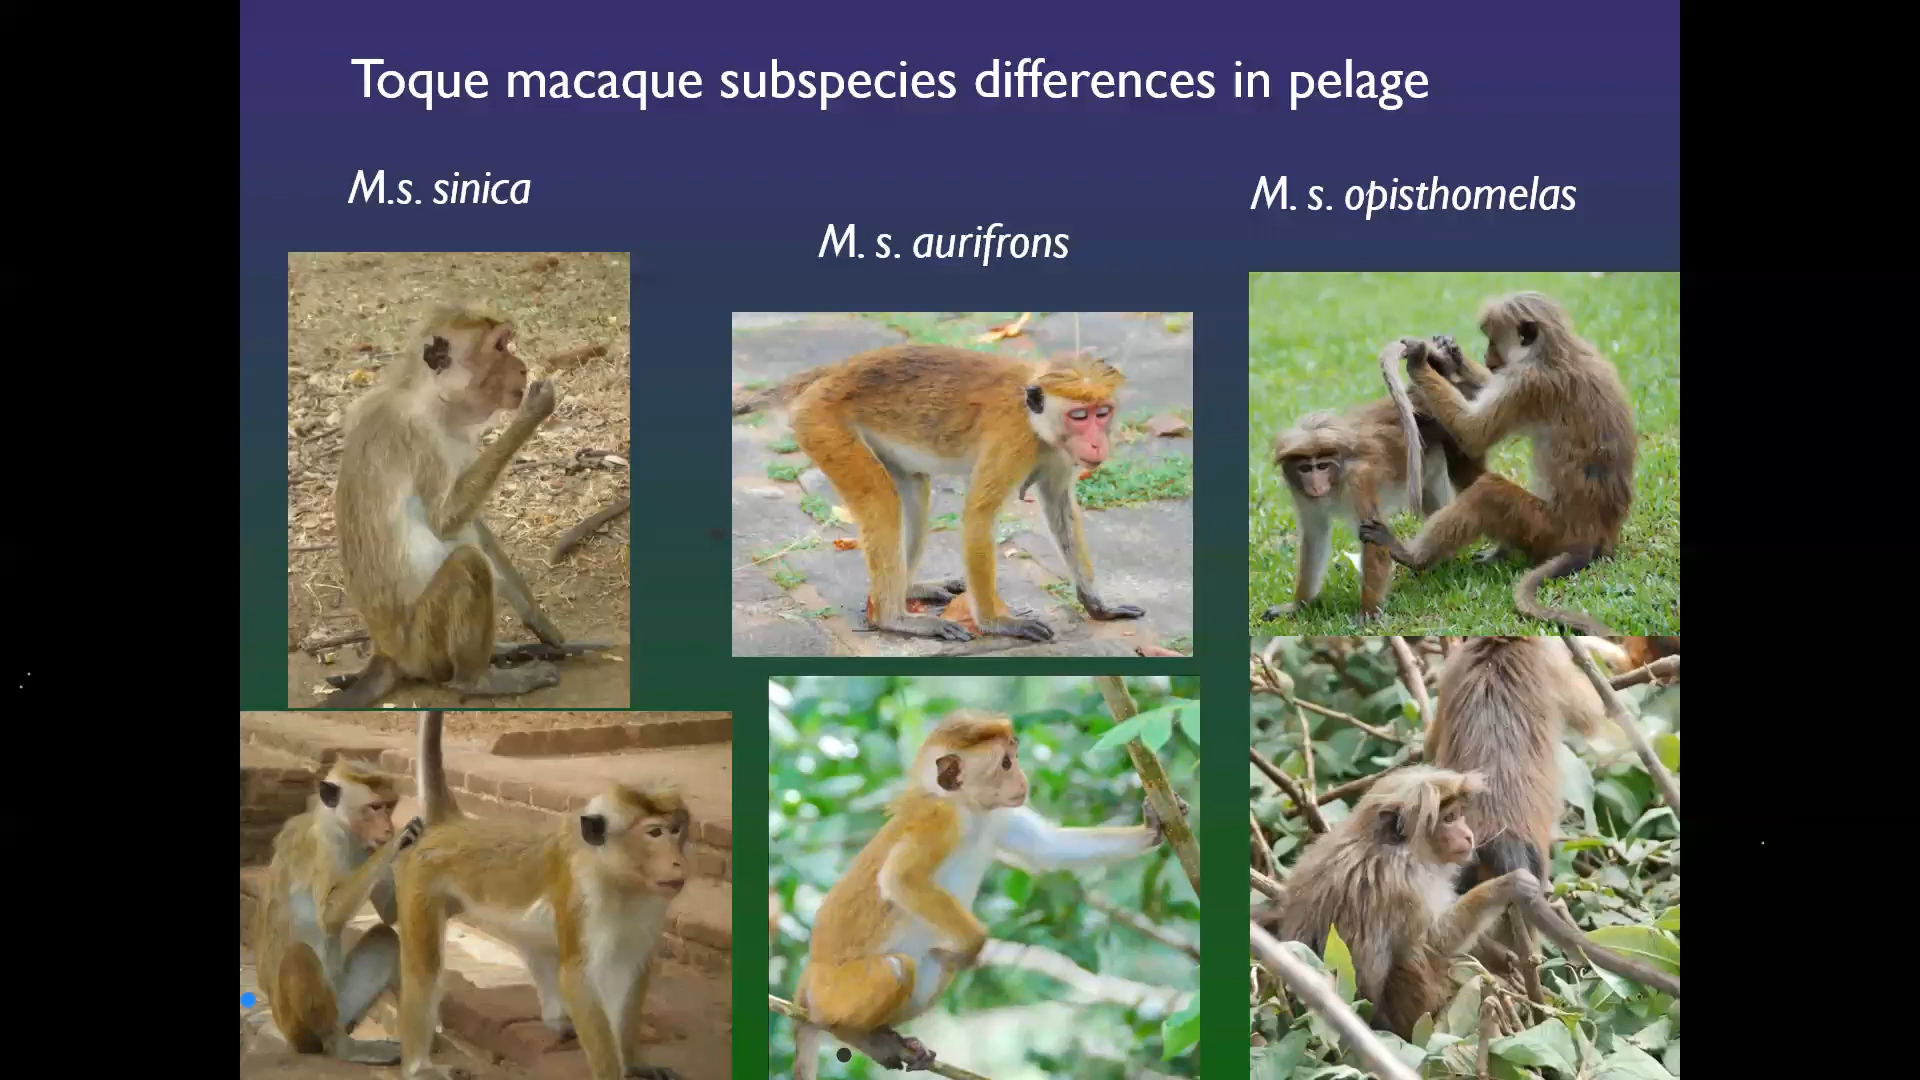 Toque macaque subspecies differences in pelage
M.s. sinica
M. s. aurifrons
M. s. opisthomelas